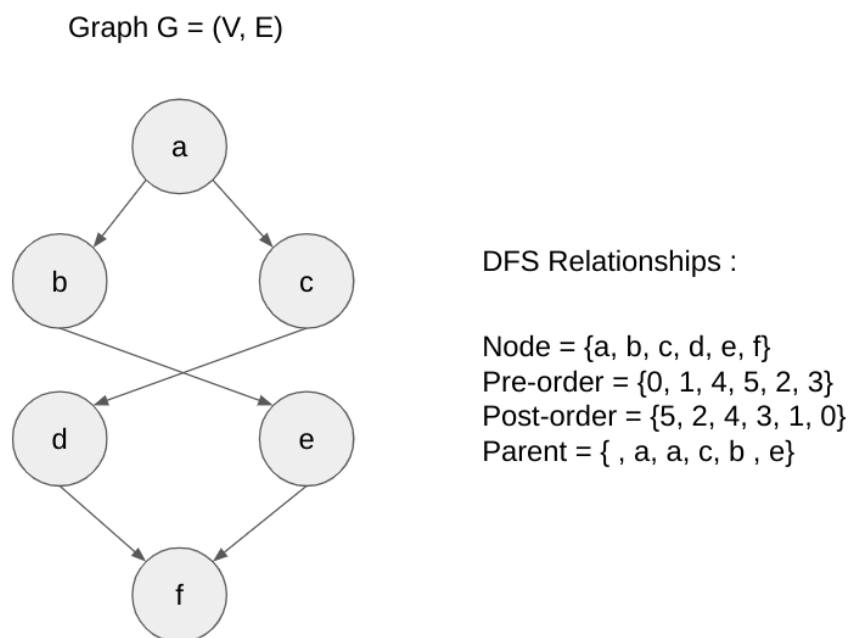 Graph G = (V, E)
a
b
c
d
e
f
DFS Relationships :
Node = {a, b, c, d, e, f}
Pre-order = {0, 1, 4, 5, 2, 3}
Post-order = {5, 2, 4, 3, 1, 0}
Parent = { , a, a, c, b , e}